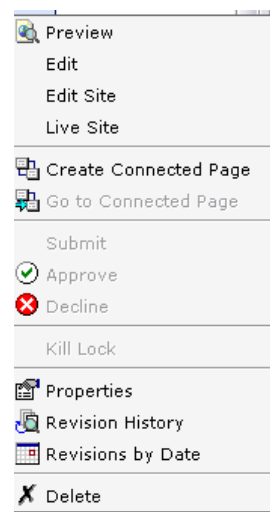 Preview
Edit
Edit Site
Live Site
Create Connected Page
Go to Connected Page
Submit
Approve
Decline
Kill Lock
Properties
Revision History
Revisions by Date
Delete